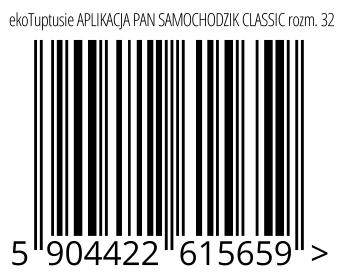 ekoTuptusie APLIKACJA PAN SAMOCHODZIK CLASSIC rozm. 32
5 904422 615659 >